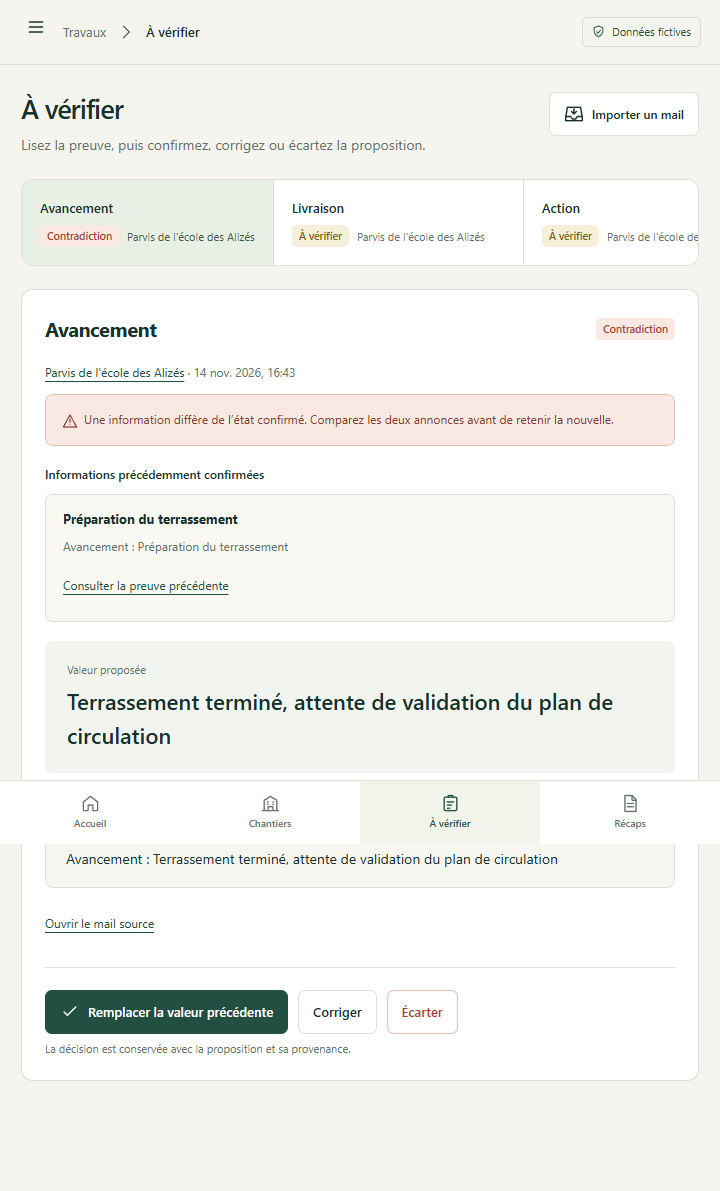 Travaux
À vérifier
Données fictives
À vérifier
Importer un mail
Lisez la preuve, puis confirmez, corrigez ou écartez la proposition.
Avancement
Contradiction Parvis de l'école des Alizés
Livraison
À vérifier Parvis de l'école des Alizés
Action
À vérifier Parvis de l'école de
Avancement
Contradiction
Parvis de l'école des Alizés · 14 nov. 2026, 16:43
Une information diffère de l'état confirmé. Comparez les deux annonces avant de retenir la nouvelle.
Informations précédemment confirmées
Préparation du terrassement
Avancement : Préparation du terrassement
Consulter la preuve précédente
Valeur proposée
Terrassement terminé, attente de validation du plan de
circulation
Accueil
Chantiers
À vérifier
Récaps
Avancement : Terrassement terminé, attente de validation du plan de circulation
Ouvrir le mail source
Remplacer la valeur précédente
Corriger
Écarter
La décision est conservée avec la proposition et sa provenance.